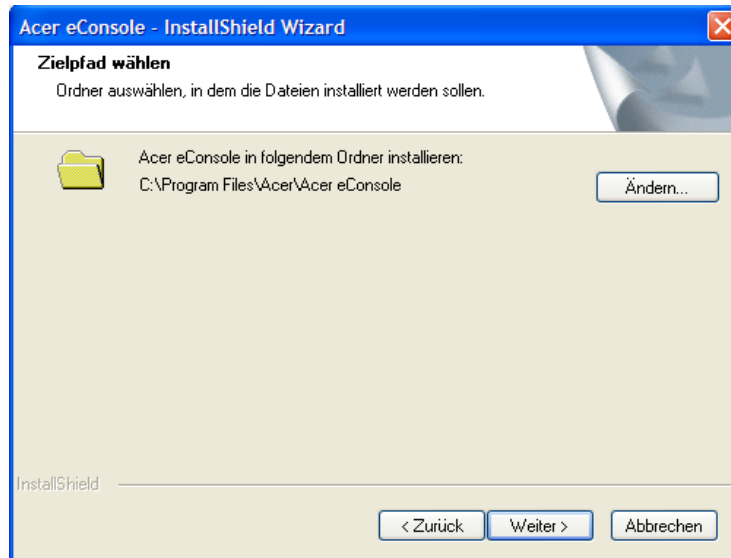 Acer eConsole - InstallShield Wizard
Zielpfad wählen
Ordner auswählen, in dem die Dateien installiert werden sollen.
Acer eConsole in folgendem Ordner installieren:
C:\Program Files\Acer\Acer eConsole
Ändern...
InstallShield
< Zurück
Weiter >
Abbrechen